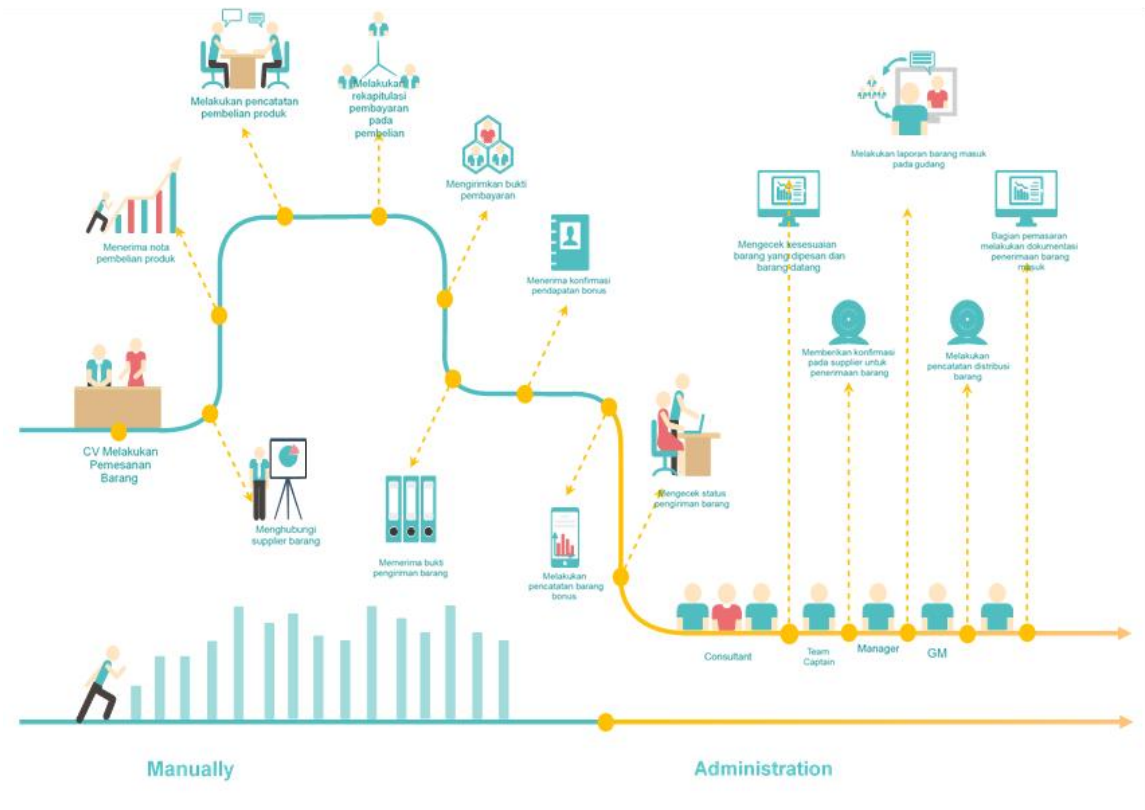 Melakukan pencatatan
pembelian produk
Melakukan
rekapitulasi
pembayaran
pada
pembelian
Mengirimkan bukti
pembayaran
Menerima nota
pembelian produk
Menerima konfirmasi
pendapatan bonus
CV Melakukan
Pemesanan
Barang
Menghubungi
supplier barang
Memerima bukti
pengiriman barang
Melakukan
pencatatan barang
bonus
Mengecek status
pengiriman barang
Melakukan laporan barang masuk
pada gudang
Mengecek kesesuaian
barang yang dipesan dan
barang datang
Bagian pemasaran
melakukan dokumentasi
penerimaan barang
masuk
Memberikan konfirmasi
pada supplier untuk
penerimaan barang
Melakukan
pencatatan distribusi
barang
Consultant
Team
Captain
Manager
GM
Manually
Administration